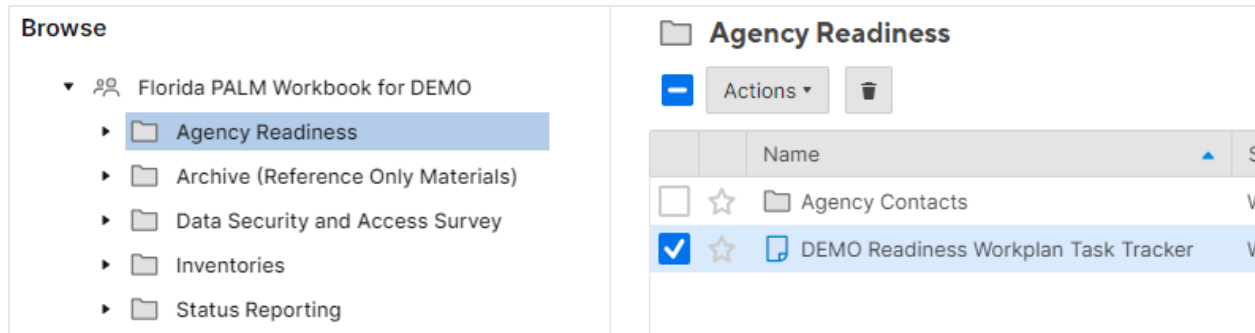 Browse
Florida PALM Workbook for DEMO
Agency Readiness
Archive (Reference Only Materials)
Data Security and Access Survey
Inventories
Status Reporting
Agency Readiness
Actions
Name
Agency Contacts
DEMO Readiness Workplan Task Tracker